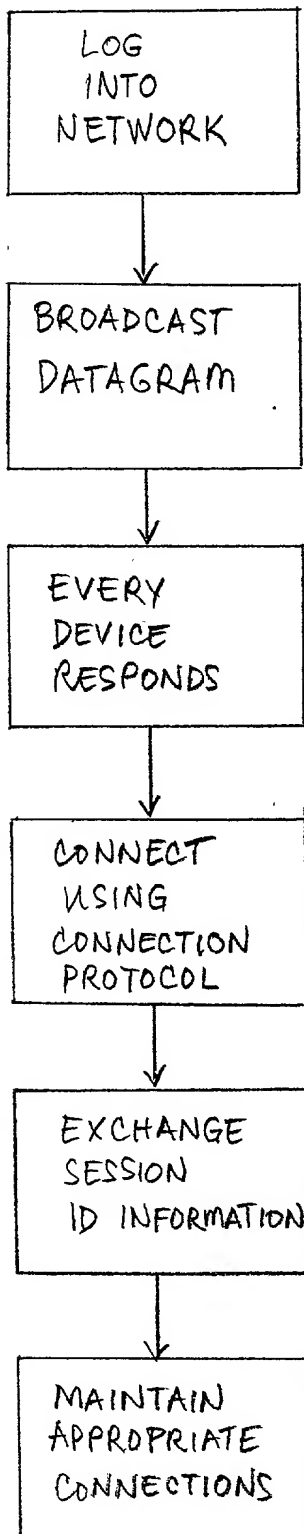 LOG
INTO
NETWORK
BROADCAST
DATAGRAM
EVERY
DEVICE
RESPONDS
CONNECT
USING
CONNECTION
PROTOCOL
EXCHANGE
SESSION
ID INFORMATION
MAINTAIN
APPROPRIATE
CONNECTIONS